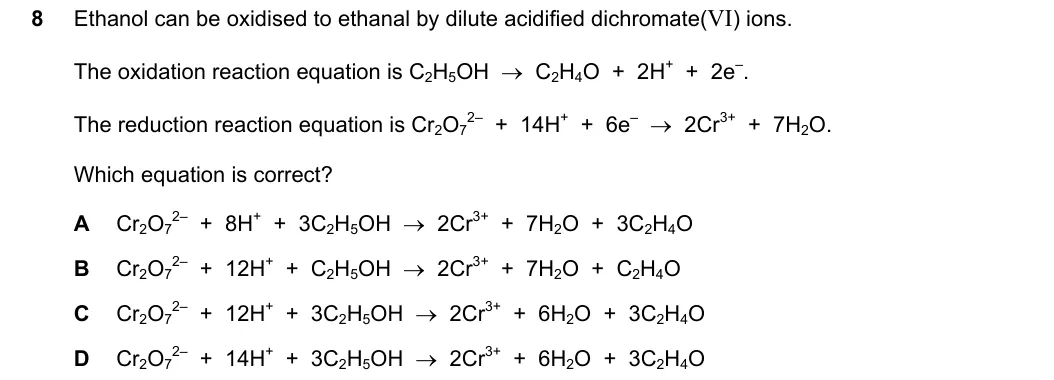 8 Ethanol can be oxidised to ethanal by dilute acidified dichromate(VI) ions.
The oxidation reaction equation is C₂H₅OH → C₂H₄O + 2H⁺ + 2e⁻.
The reduction reaction equation is Cr₂O₇²⁻ + 14H⁺ + 6e⁻ → 2Cr³⁺ + 7H₂O.
Which equation is correct?
A Cr₂O₇²⁻ + 8H⁺ + 3C₂H₅OH → 2Cr³⁺ + 7H₂O + 3C₂H₄O
B Cr₂O₇²⁻ + 12H⁺ + C₂H₅OH → 2Cr³⁺ + 7H₂O + C₂H₄O
C Cr₂O₇²⁻ + 12H⁺ + 3C₂H₅OH → 2Cr³⁺ + 6H₂O + 3C₂H₄O
D Cr₂O₇²⁻ + 14H⁺ + 3C₂H₅OH → 2Cr³⁺ + 6H₂O + 3C₂H₄O